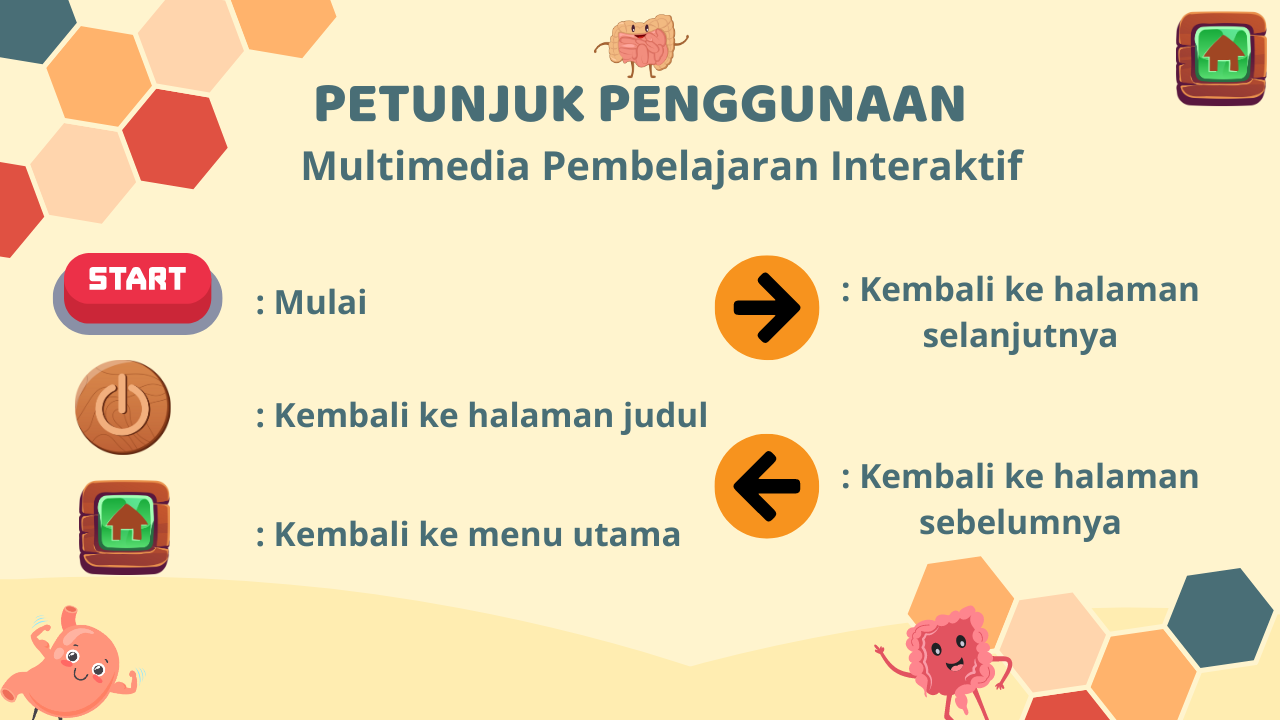 PETUNJUK PENGGUNAAN
Multimedia Pembelajaran Interaktif
START
: Mulai
: Kembali ke halaman judul
: Kembali ke menu utama
: Kembali ke halaman
selanjutnya
: Kembali ke halaman
sebelumnya